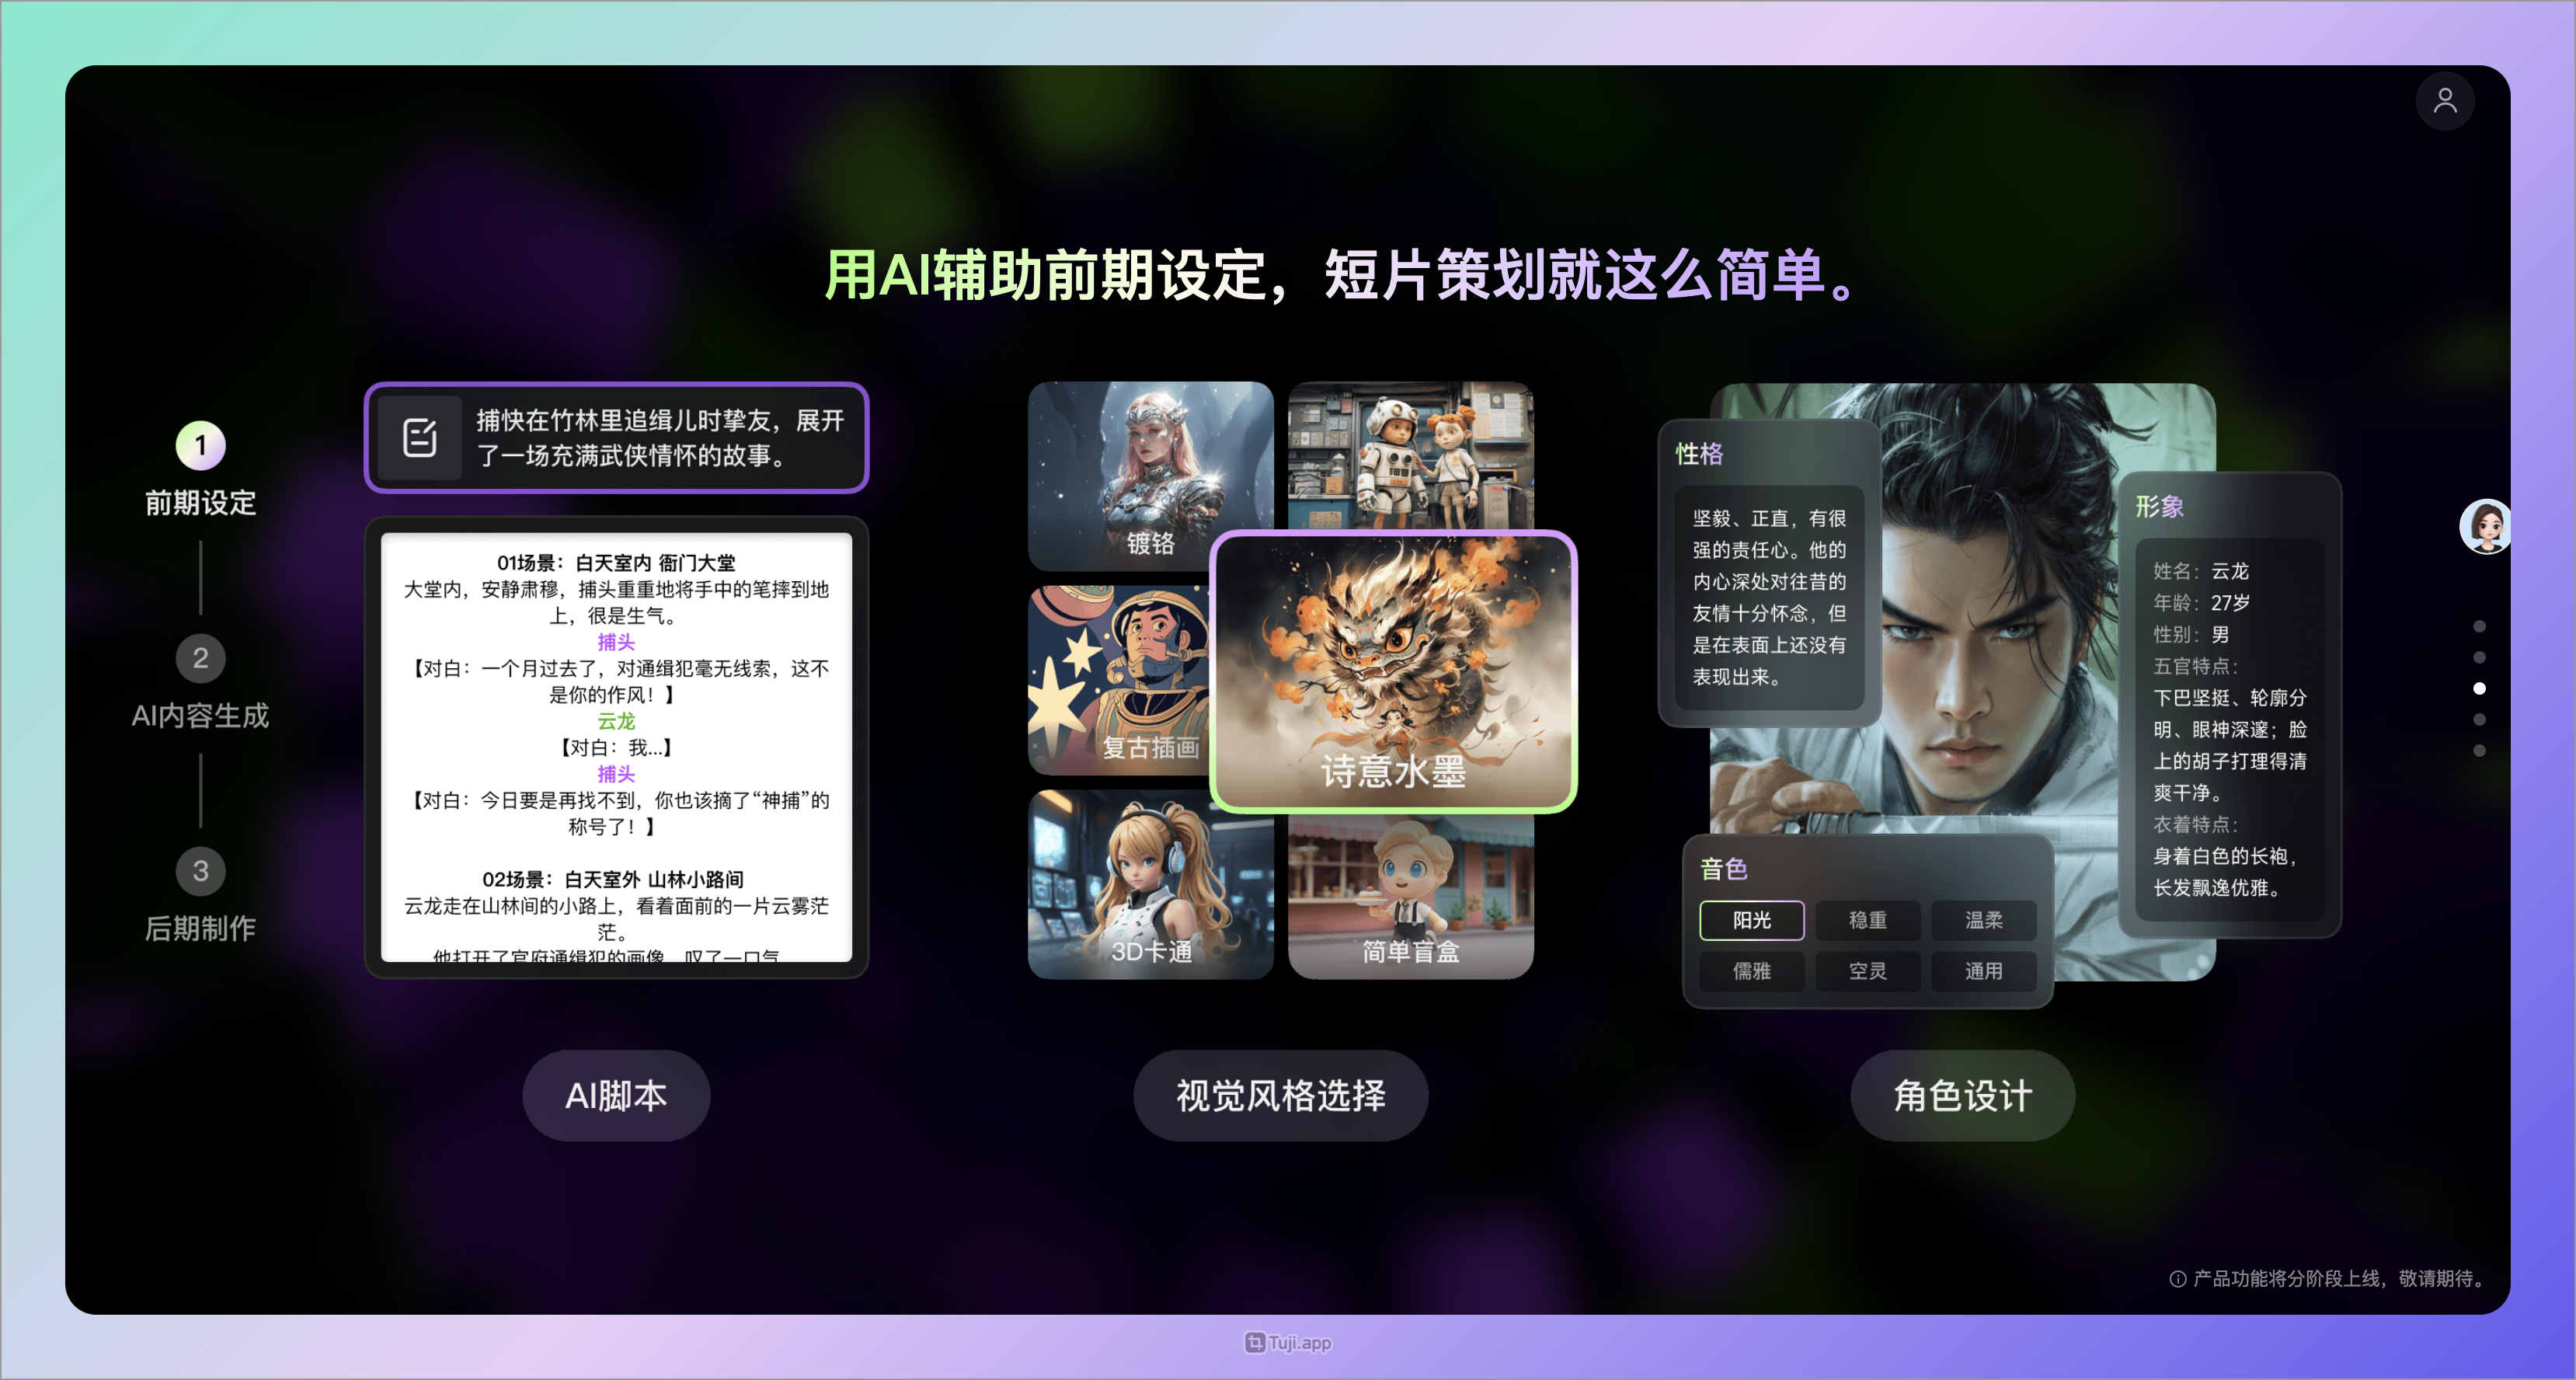 用AI辅助前期设定，短片策划就这么简单。
1
前期设定
2
AI内容生成
3
后期制作
捕快在竹林里追缉儿时挚友，展开
了一场充满武侠情怀的故事。
01场景：白天室内 衙门大堂
大堂内，安静肃穆，捕头重重地将手中的笔摔到地
上，很是生气。
捕头
【对白：一个月过去了，对通缉犯毫无线索，这不
是你的作风！】
云龙
【对白：我...】
捕头
【对白：今日要是再找不到，你也该摘了“神捕”的
称号了！】
02场景：白天室外 山林小路间
云龙走在山林间的小路上，看着面前的一片云雾茫
茫。
他打开了官府通缉犯的画像，叹了一口气
AI脚本
镀铬
复古插画
诗意水墨
3D卡通
简单盲盒
视觉风格选择
性格
坚毅、正直，有很
强的责任心。他的
内心深处对往昔的
友情十分怀念，但
是在表面上还没有
表现出来。
形象
姓名：云龙
年龄：27岁
性别：男
五官特点：
下巴坚挺、轮廓分
明、眼神深邃；脸
上的胡子打理得清
爽干净。
衣着特点：
身着白色的长袍，
长发飘逸优雅。
音色
阳光 稳重 温柔
儒雅 空灵 通用
角色设计
产品功能将分阶段上线，敬请期待。
Tuji.app